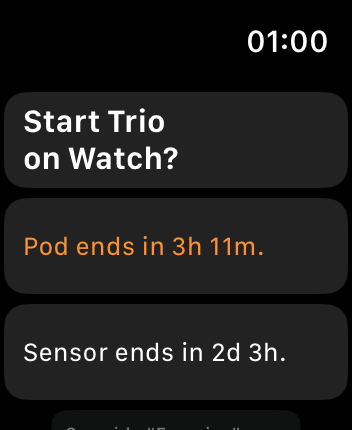 01:00
Start Trio
on Watch?
Pod ends in 3h 11m.
Sensor ends in 2d 3h.